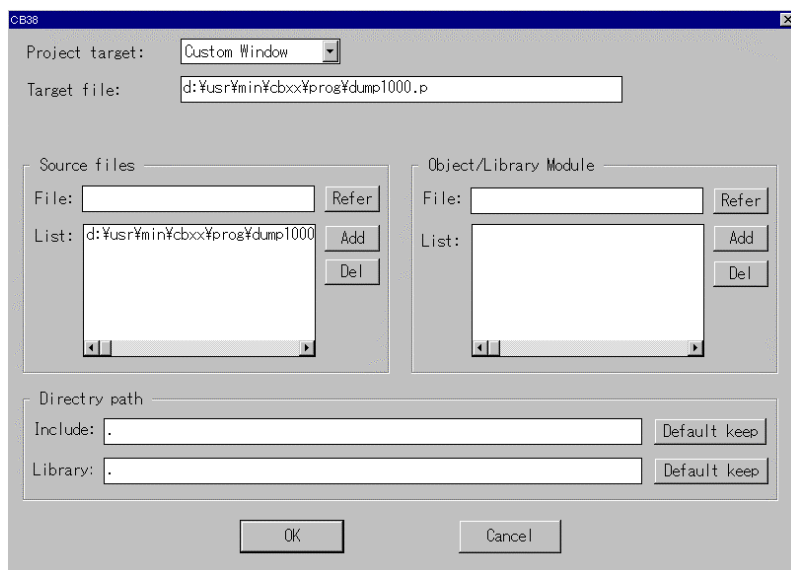 CB38
Project target: Custom Window
Target file: d:¥usr¥min¥cbxx¥prog¥dump1000.p
Source files
File: Refer
List: d:¥usr¥min¥cbxx¥prog¥dump1000 Add
Del
Object/Library Module
File: Refer
List: Add
Del
Directry path
Include: . Default keep
Library: . Default keep
OK Cancel